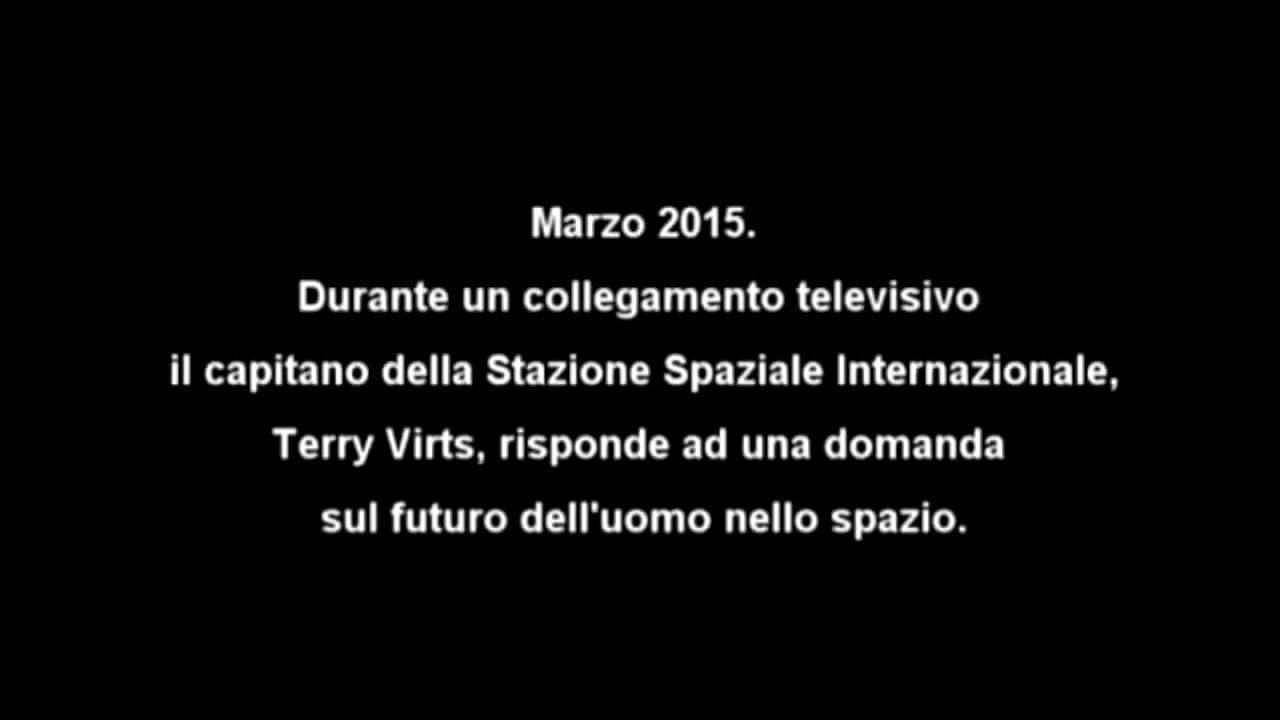 Marzo 2015.
Durante un collegamento televisivo
il capitano della Stazione Spaziale Internazionale,
Terry Virts, risponde ad una domanda
sul futuro dell'uomo nello spazio.